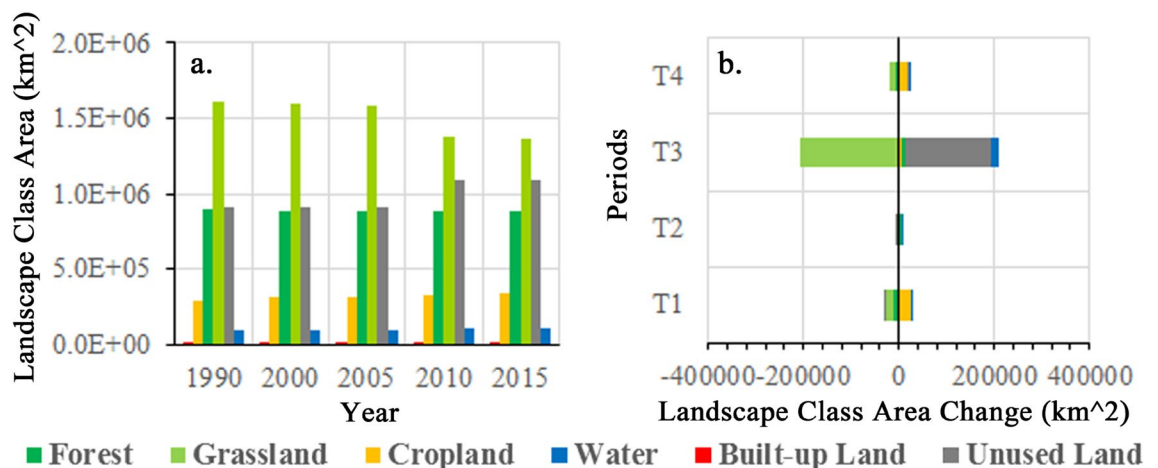 Landscape Class Area (km^2)
2.0E+06
1.5E+06
1.0E+06
5.0E+05
0.0E+00
a.
1990 2000 2005 2010 2015
Year
Periods
T4
T3
T2
T1
b.
-400000 -200000 0 200000 400000
Landscape Class Area Change (km^2)
Forest Grassland Cropland Water Built-up Land Unused Land